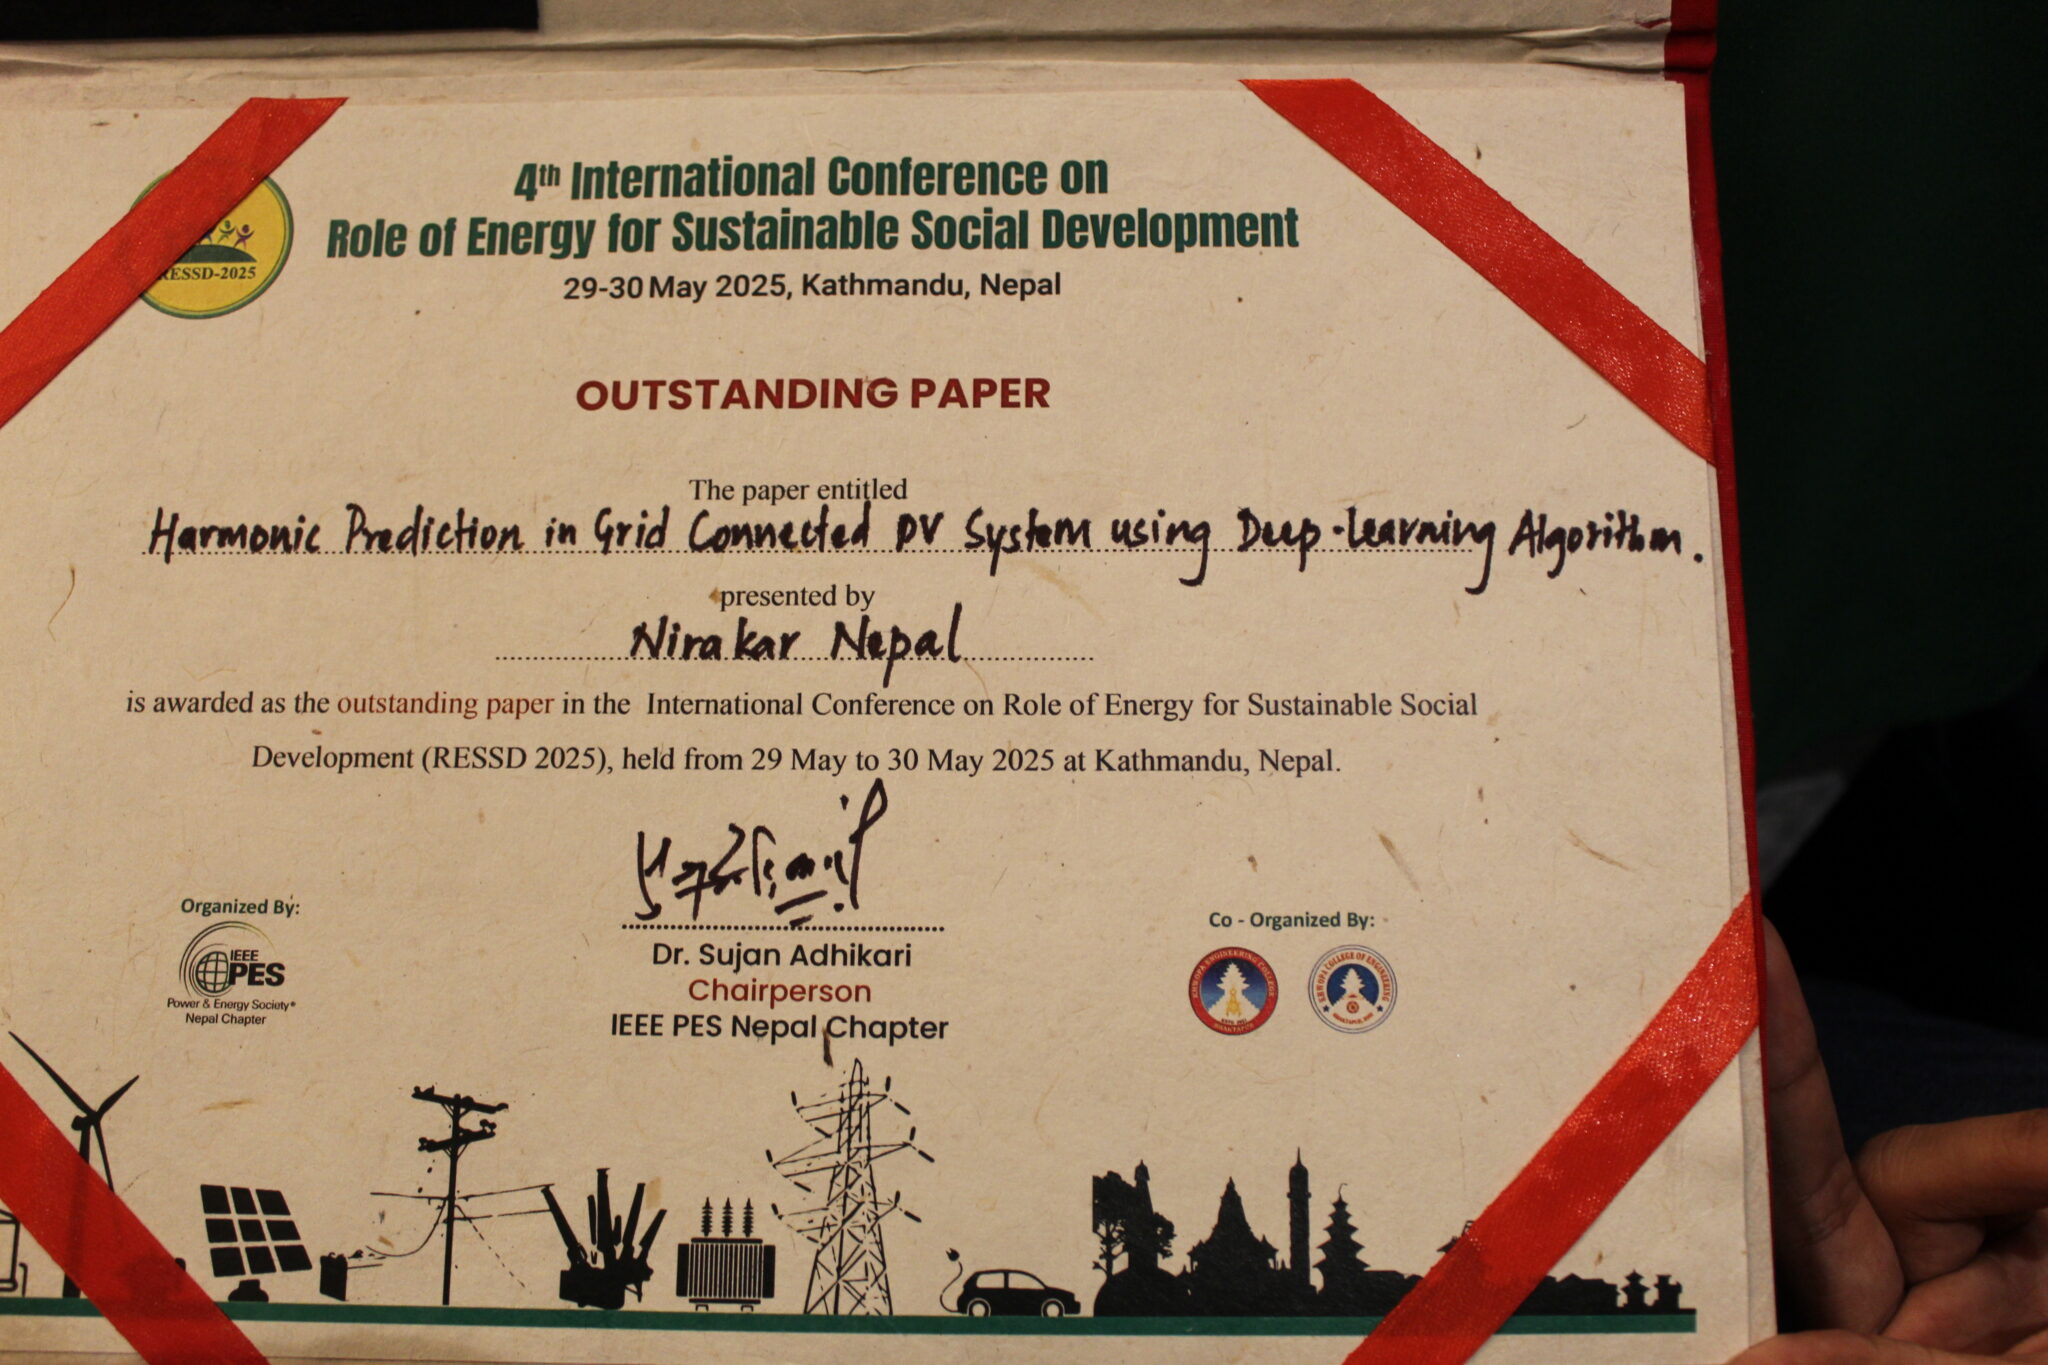 4th International Conference on
Role of Energy for Sustainable Social Development
29-30 May 2025, Kathmandu, Nepal
RESSD-2025
OUTSTANDING PAPER
The paper entitled
Harmonic Prediction in Grid Connected PV System using Deep-learning Algorithm.
presented by
Nirakar Nepal
is awarded as the outstanding paper in the International Conference on Role of Energy for Sustainable Social
Development (RESSD 2025), held from 29 May to 30 May 2025 at Kathmandu, Nepal.
Organized By:
IEEE
PES
Power & Energy Society®
Nepal Chapter
Dr. Sujan Adhikari
Chairperson
IEEE PES Nepal Chapter
Co - Organized By:
KHWOPA ENGINEERING COLLEGE
BHAKTAPUR
KHWOPA COLLEGE OF ENGINEERING